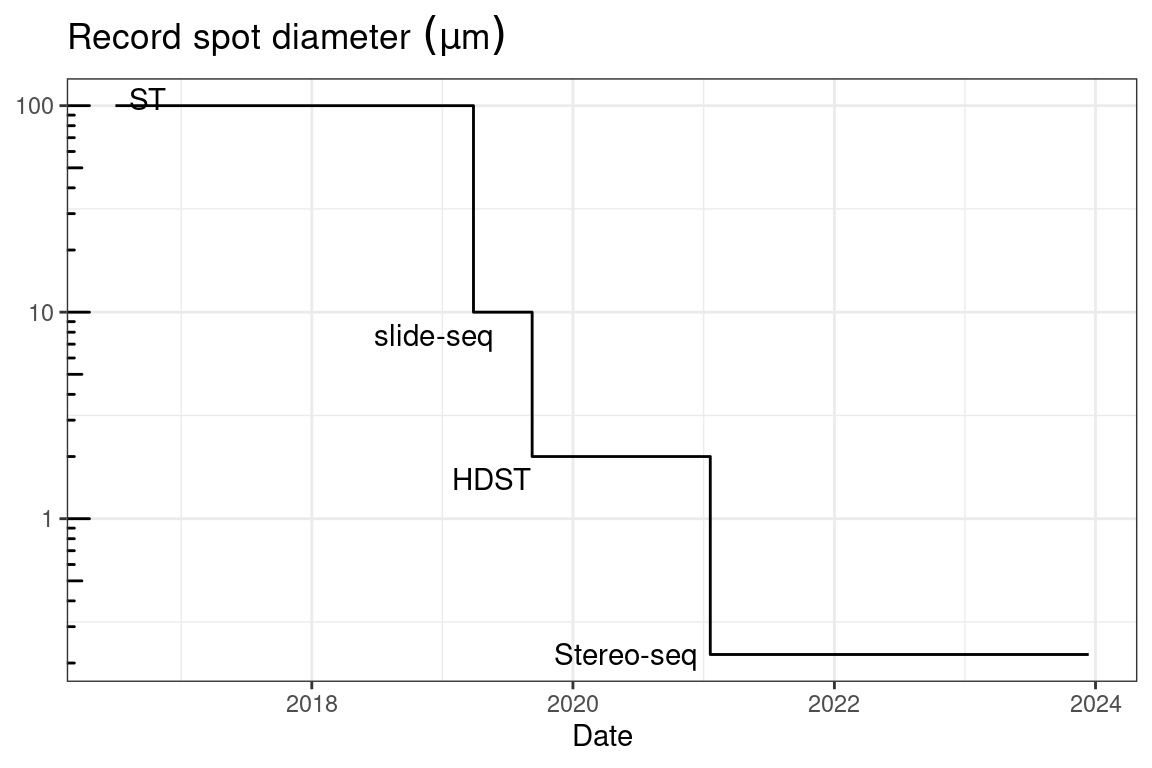 Record spot diameter (μm)
100
ST
10
slide-seq
HDST
1
Stereo-seq
2018 2020 2022 2024
Date